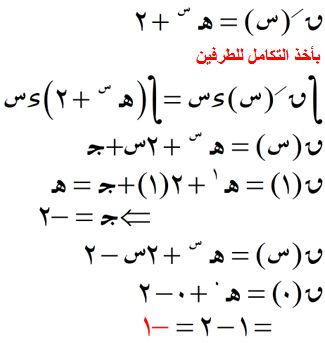 ق′(س) = هـ^س + ٢
بأخذ التكامل للطرفين
∫ق′(س)ءس = ∫(هـ^س + ٢)ءس
ق(س) = هـ^س + ٢س + جـ
ق(١) = هـ^١ + ٢(١) + جـ = هـ
⇐ جـ = −٢
ق(س) = هـ^س + ٢س − ٢
ق(٠) = هـ^٠ + ٠ − ٢
= ١ − ٢ = −١